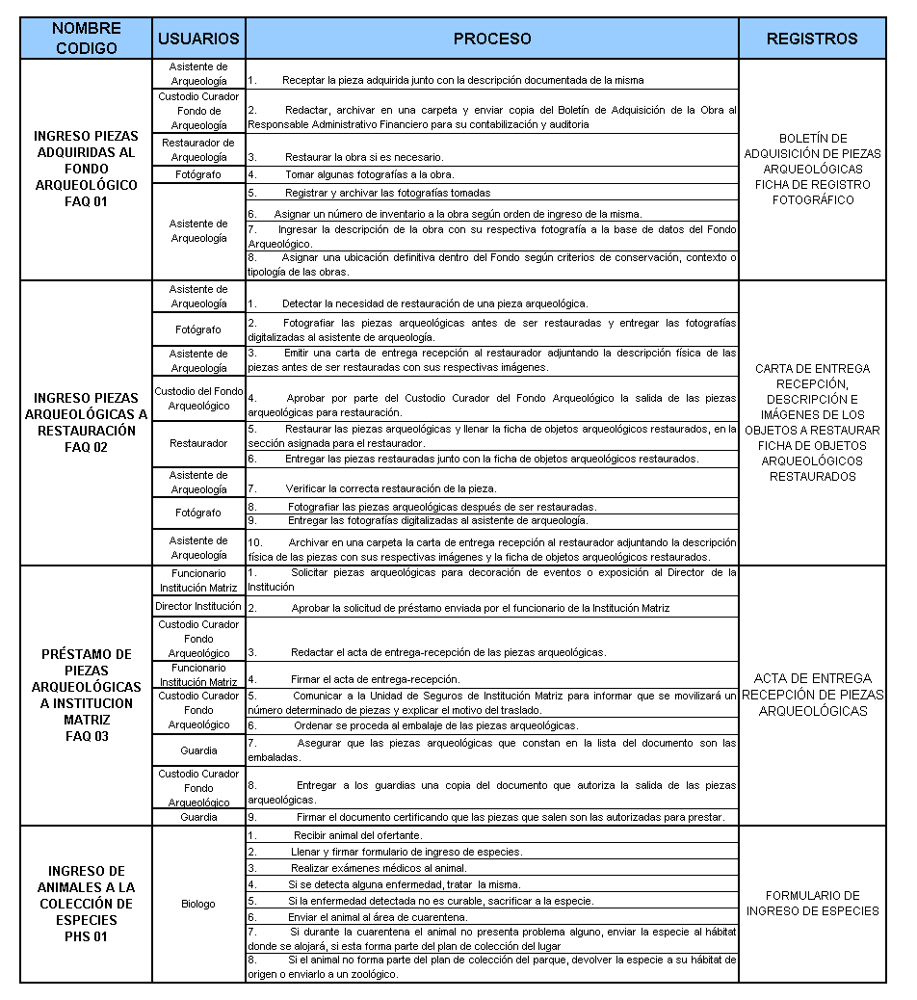 NOMBRE
CODIGO
USUARIOS
PROCESO
REGISTROS
INGRESO PIEZAS
ADQUIRIDAS AL
FONDO
ARQUEOLÓGICO
FAQ 01
Asistente de
Arqueología
1. Receptar la pieza adquirida junto con la descripción documentada de la misma
Custodio Curador
Fondo de
Arqueología
2. Redactar, archivar en una carpeta y enviar copia del Boletín de Adquisición de la Obra al
Responsable Administrativo Financiero para su contabilización y auditoria
Restaurador de
Arqueología
3. Restaurar la obra si es necesario.
Fotógrafo
4. Tomar algunas fotografías a la obra.
Asistente de
Arqueología
5. Registrar y archivar las fotografías tomadas
6. Asignar un número de inventario a la obra según orden de ingreso de la misma.
7. Ingresar la descripción de la obra con su respectiva fotografía a la base de datos del Fondo
Arqueológico.
8. Asignar una ubicación definitiva dentro del Fondo según criterios de conservación, contexto o
tipología de las obras.
BOLETÍN DE
ADQUISICIÓN DE PIEZAS
ARQUEOLÓGICAS
FICHA DE REGISTRO
FOTOGRÁFICO
INGRESO PIEZAS
ARQUEOLÓGICAS A
RESTAURACIÓN
FAQ 02
Asistente de
Arqueología
1. Detectar la necesidad de restauración de una pieza arqueológica.
Fotógrafo
2. Fotografiar las piezas arqueológicas antes de ser restauradas y entregar las fotografías
digitalizadas al asistente de arqueología.
Asistente de
Arqueología
3. Emitir una carta de entrega recepción al restaurador adjuntando la descripción física de las
piezas antes de ser restauradas con sus respectivas imágenes.
Custodio del Fondo
Arqueológico
4. Aprobar por parte del Custodio Curador del Fondo Arqueológico la salida de las piezas
arqueológicas para restauración.
Restaurador
5. Restaurar las piezas arqueológicas y llenar la ficha de objetos arqueológicos restaurados, en la
sección asignada para el restaurador.
6. Entregar las piezas restauradas junto con la ficha de objetos arqueológicos restaurados.
Asistente de
Arqueología
7. Verificar la correcta restauración de la pieza.
Fotógrafo
8. Fotografiar las piezas arqueológicas después de ser restauradas.
9. Entregar las fotografías digitalizadas al asistente de arqueología.
Asistente de
Arqueología
10. Archivar en una carpeta la carta de entrega recepción al restaurador adjuntando la descripción
física de las piezas con sus respectivas imágenes y la ficha de objetos arqueológicos restaurados.
CARTA DE ENTREGA
RECEPCIÓN,
DESCRIPCIÓN E
IMÁGENES DE LOS
OBJETOS A RESTAURAR
FICHA DE OBJETOS
ARQUEOLÓGICOS
RESTAURADOS
PRÉSTAMO DE
PIEZAS
ARQUEOLÓGICAS
A INSTITUCION
MATRIZ
FAQ 03
Funcionario
Institución Matriz
1. Solicitar piezas arqueológicas para decoración de eventos o exposición al Director de la
Institución
Director Institución
2. Aprobar la solicitud de préstamo enviada por el funcionario de la Institución Matriz
Custodio Curador
Fondo
Arqueológico
3. Redactar el acta de entrega-recepción de las piezas arqueológicas.
Funcionario
Institución Matriz
4. Firmar el acta de entrega-recepción.
Custodio Curador
Fondo
Arqueológico
5. Comunicar a la Unidad de Seguros de Institución Matriz para informar que se movilizará un
número determinado de piezas y explicar el motivo del traslado.
6. Ordenar se proceda al embalaje de las piezas arqueológicas.
Guardia
7. Asegurar que las piezas arqueológicas que constan en la lista del documento son las
embaladas.
Custodio Curador
Fondo
Arqueológico
8. Entregar a los guardias una copia del documento que autoriza la salida de las piezas
arqueológicas.
Guardia
9. Firmar el documento certificando que las piezas que salen son las autorizadas para prestar.
ACTA DE ENTREGA
RECEPCIÓN DE PIEZAS
ARQUEOLÓGICAS
INGRESO DE
ANIMALES A LA
COLECCIÓN DE
ESPECIES
PHS 01
Biologo
1. Recibir animal del ofertante.
2. Llenar y firmar formulario de ingreso de especies.
3. Realizar exámenes médicos al animal.
4. Si se detecta alguna enfermedad, tratar la misma.
5. Si la enfermedad detectada no es curable, sacrificar a la especie.
6. Enviar el animal al área de cuarentena.
7. Si durante la cuarentena el animal no presenta problema alguno, enviar la especie al hábitat
donde se alojará, si esta forma parte del plan de colección del lugar
8. Si el animal no forma parte del plan de colección del parque, devolver la especie a su hábitat de
origen o enviarlo a un zoológico.
FORMULARIO DE
INGRESO DE ESPECIES